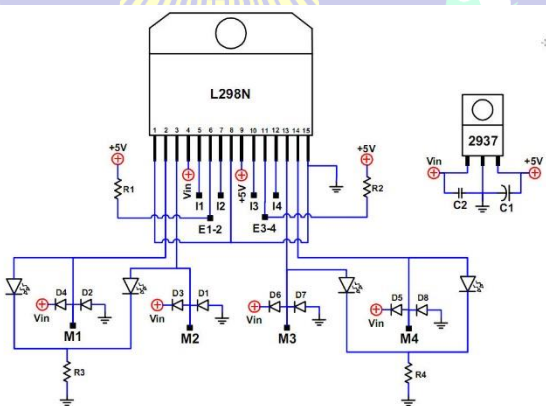 L298N
1 2 3 4 5 6 7 8 9 10 11 12 13 14 15
2937
+5V
R1
Vin
I1
I2
+5V
I3
I4
+5V
R2
E1-2
E3-4
Vin
+5V
C2
C1
D4
D2
Vin
M1
D3
D1
Vin
M2
D6
D7
Vin
M3
D5
D8
Vin
M4
R3
R4